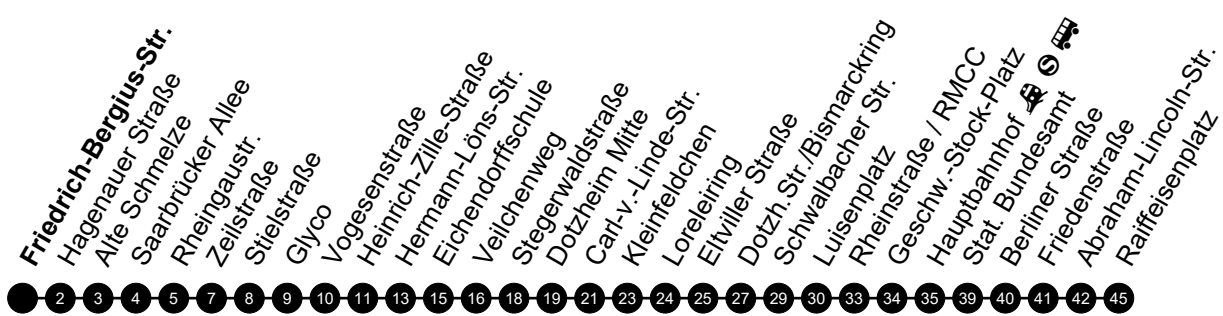 Friedrich-Bergius-Str.
Hagenauer Straße
Alte Schmelze
Saarbrücker Allee
Rheingaustr.
Zeilstraße
Stielstraße
Glyco
Vogesenstraße
Heinrich-Zille-Straße
Hermann-Löns-Str.
Eichendorffschule
Veilchenweg
Stegerwaldstraße
Dotzheim Mitte
Carl-v.-Linde-Str.
Kleinfeldchen
Loreleiring
Eltviller Straße
Dotzh.Str./Bismarckring
Schwalbacher Str.
Luisenplatz
Rheinstraße / RMCC
Geschw.-Stock-Platz
Hauptbahnhof S
Stat. Bundesamt
Berliner Straße
Friedenstraße
Abraham-Lincoln-Str.
Raiffeisenplatz
2 3 4 5 7 8 9 10 11 13 15 16 18 19 21 23 24 25 27 29 30 33 34 35 39 40 41 42 45